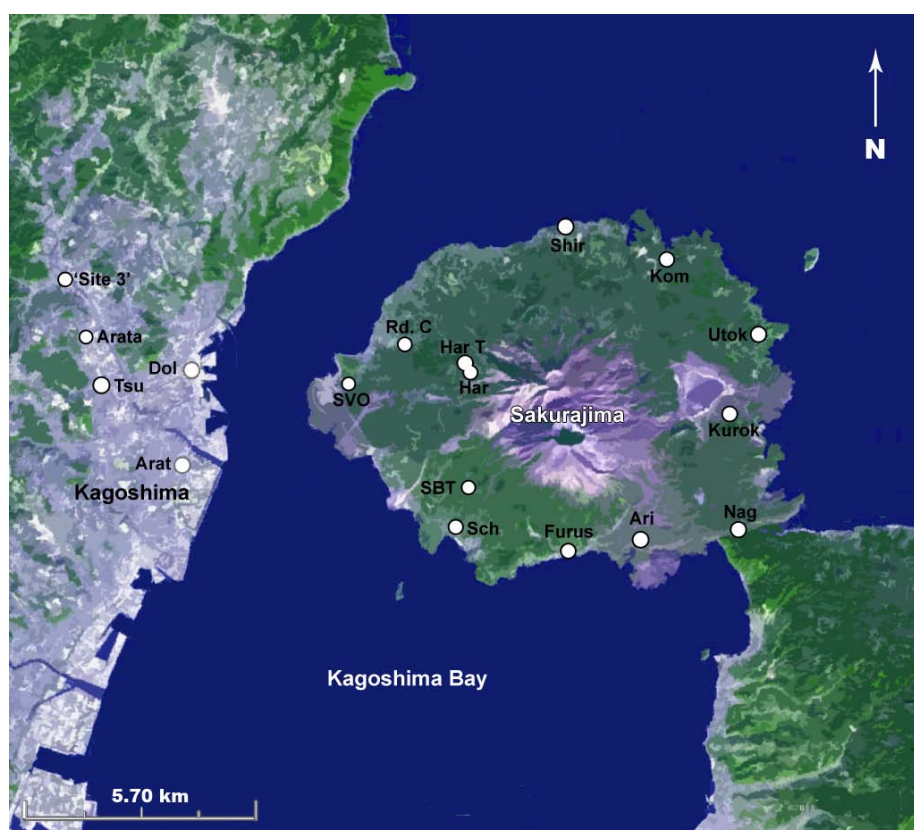 N
Shir
Kom
'Site 3'
Rd. C
Utok
Arata
Har T
Dol
Har
Tsu
SVO
Sakurajima
Kurok
Arat
Kagoshima
SBT
Nag
Sch
Furus
Ari
Kagoshima Bay
5.70 km